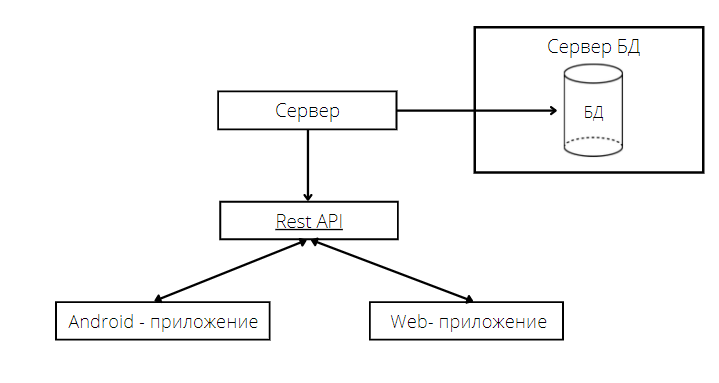 Сервер БД
Сервер
БД
Rest API
Android - приложение
Web- приложение